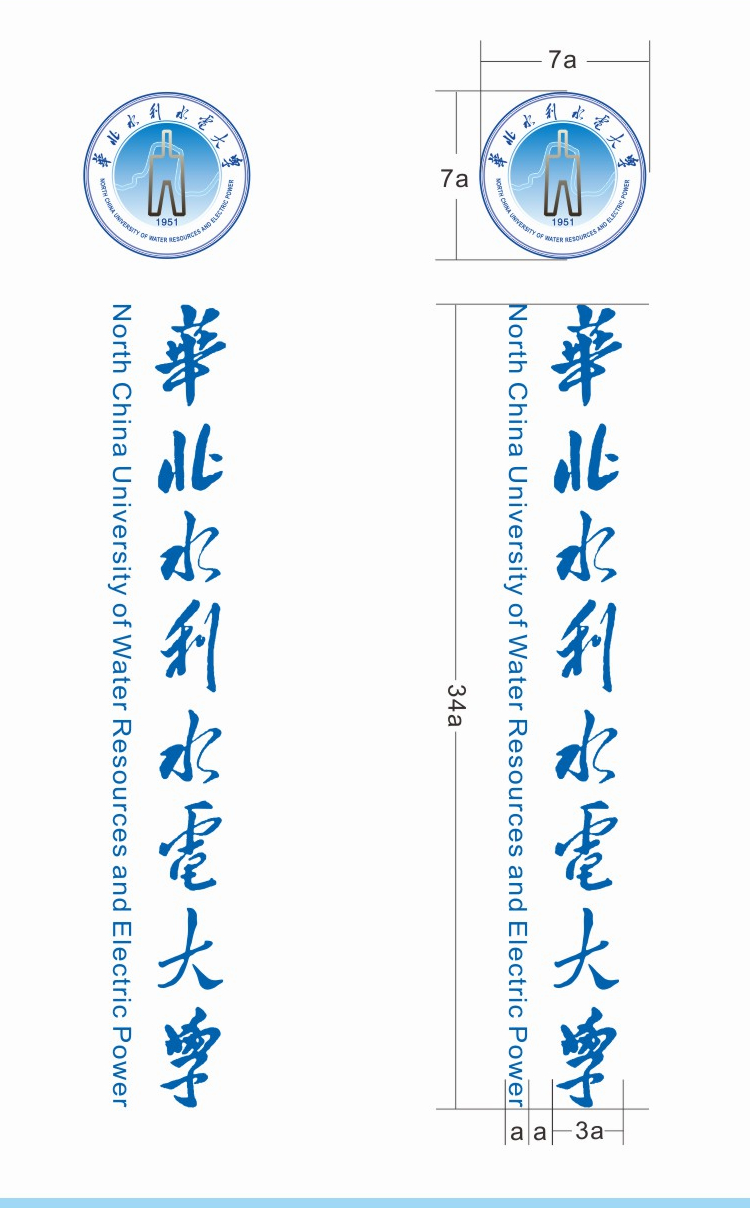 華北水利水電大學
1951
NORTH CHINA UNIVERSITY OF WATER RESOURCES AND ELECTRIC POWER
華北水利水電大學
North China University of Water Resources and Electric Power
7a
7a
華北水利水電大學
1951
NORTH CHINA UNIVERSITY OF WATER RESOURCES AND ELECTRIC POWER
34a
華北水利水電大學
North China University of Water Resources and Electric Power
a a 3a